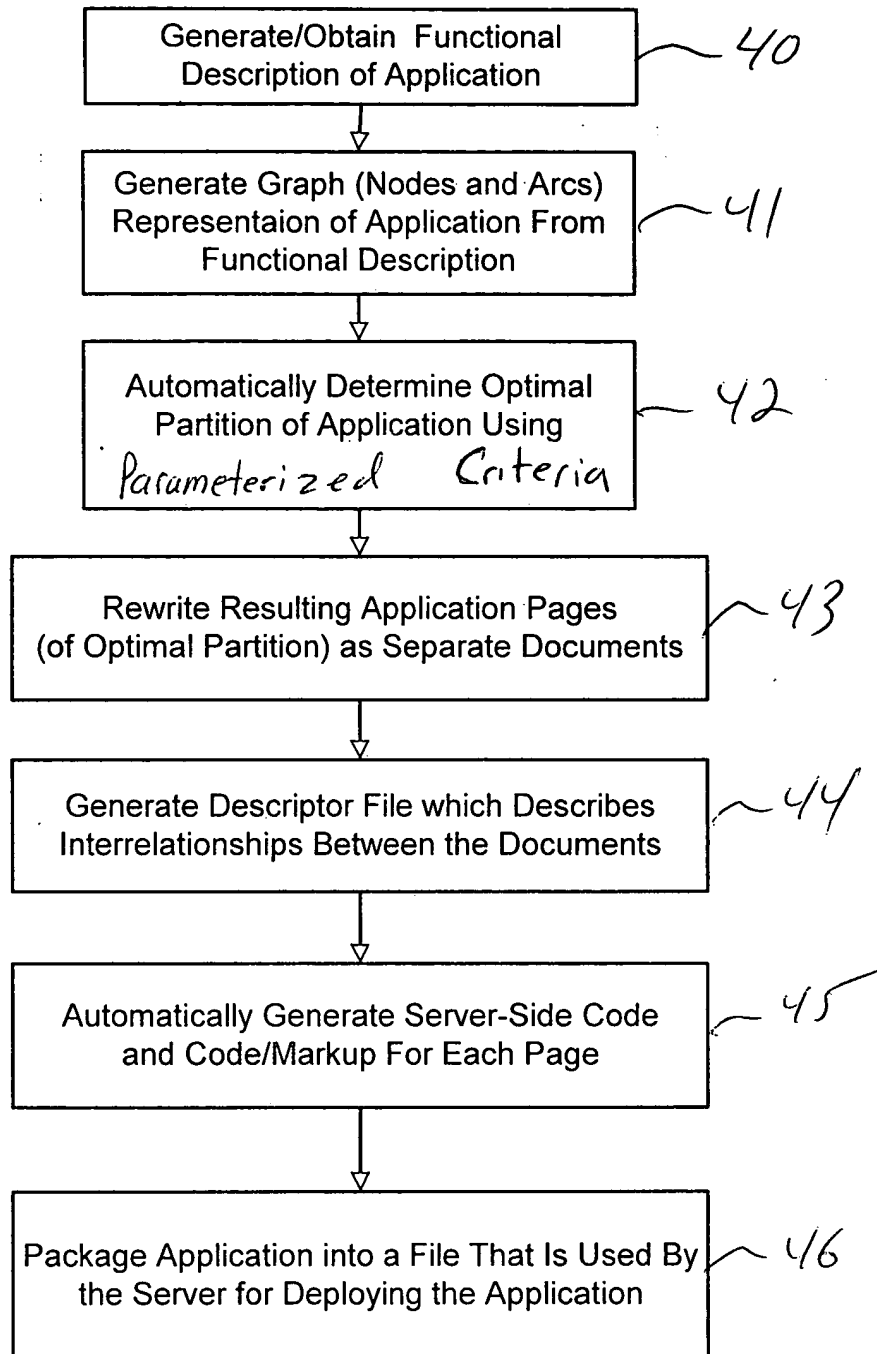 Generate/Obtain Functional
Description of Application
40
Generate Graph (Nodes and Arcs)
Representaion of Application From
Functional Description
41
Automatically Determine Optimal
Partition of Application Using
Parameterized Criteria
42
Rewrite Resulting Application Pages
(of Optimal Partition) as Separate Documents
43
Generate Descriptor File which Describes
Interrelationships Between the Documents
44
Automatically Generate Server-Side Code
and Code/Markup For Each Page
45
Package Application into a File That Is Used By
the Server for Deploying the Application
46